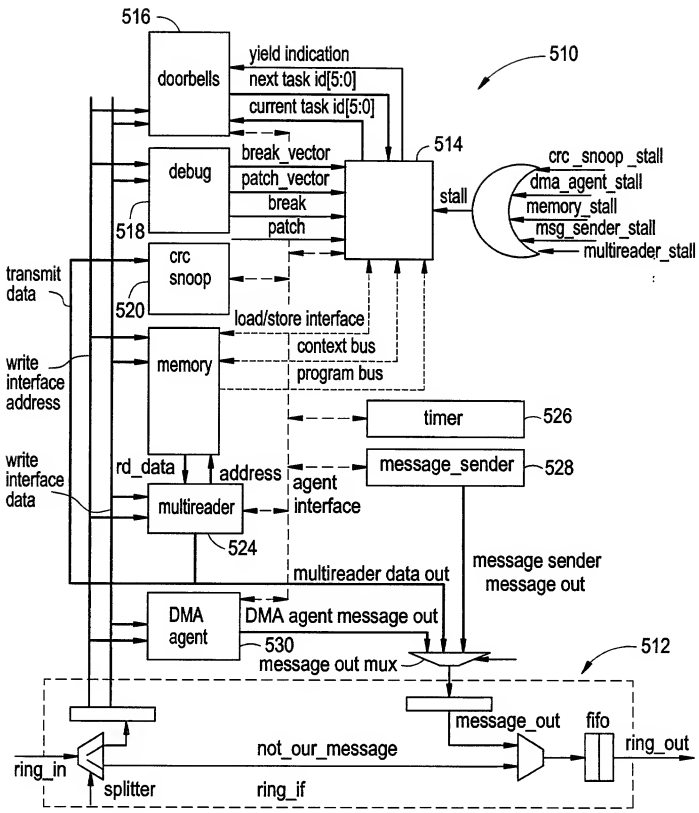 516
doorbells
yield indication
next task id[5:0]
current task id[5:0]
510
514
debug
518
break_vector
patch_vector
break
patch
stall
crc_snoop_stall
dma_agent_stall
memory_stall
msg_sender_stall
multireader_stall
crc
snoop
520
transmit
data
load/store interface
context bus
program bus
memory
write
interface
address
timer
526
message_sender
528
rd_data
address
agent
interface
write
interface
data
multireader
524
multireader data out
message sender
message out
DMA
agent
530
DMA agent message out
message out mux
512
message_out
fifo
ring_in
splitter
not_our_message
ring_if
ring_out